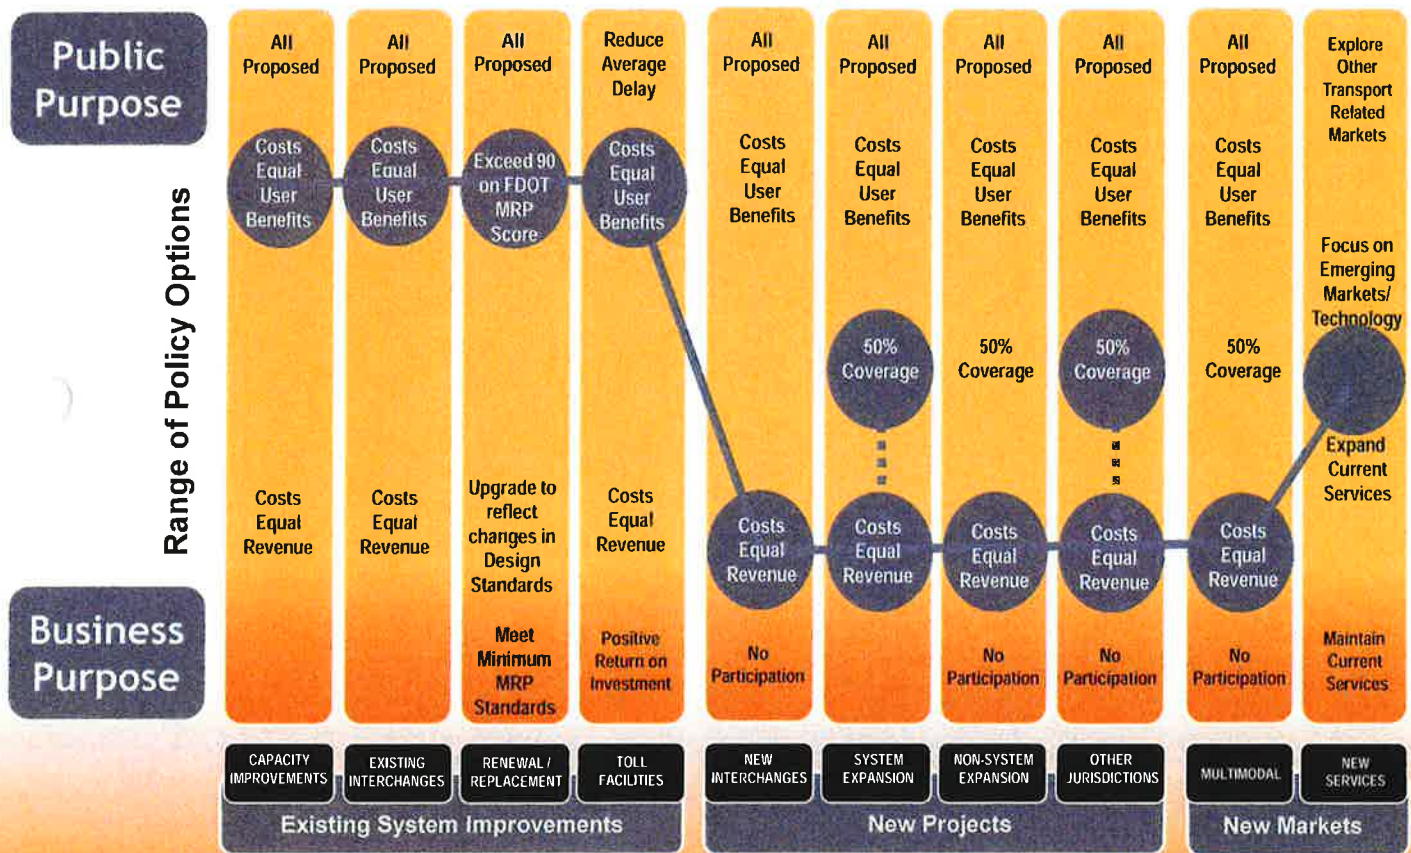 Public
Purpose
Range of Policy Options
Business
Purpose
All
Proposed
Costs
Equal
User
Benefits
Costs
Equal
Revenue
CAPACITY
IMPROVEMENTS
All
Proposed
Costs
Equal
User
Benefits
Costs
Equal
Revenue
EXISTING
INTERCHANGES
All
Proposed
Exceed 90
on FDOT
MRP
Score
Upgrade to
reflect
changes in
Design
Standards
Meet
Minimum
MRP
Standards
RENEWAL /
REPLACEMENT
Reduce
Average
Delay
Costs
Equal
User
Benefits
Costs
Equal
Revenue
Positive
Return on
Investment
TOLL
FACILITIES
Existing System Improvements
All
Proposed
Costs
Equal
User
Benefits
Costs
Equal
Revenue
No
Participation
NEW
INTERCHANGES
All
Proposed
Costs
Equal
User
Benefits
50%
Coverage
Costs
Equal
Revenue
SYSTEM
EXPANSION
All
Proposed
Costs
Equal
User
Benefits
50%
Coverage
Costs
Equal
Revenue
No
Participation
NON-SYSTEM
EXPANSION
All
Proposed
Costs
Equal
User
Benefits
50%
Coverage
Costs
Equal
Revenue
No
Participation
OTHER
JURISDICTIONS
New Projects
All
Proposed
Costs
Equal
User
Benefits
50%
Coverage
Costs
Equal
Revenue
No
Participation
MULTIMODAL
Explore
Other
Transport
Related
Markets
Focus on
Emerging
Markets/
Technology
Expand
Current
Services
Maintain
Current
Services
NEW
SERVICES
New Markets